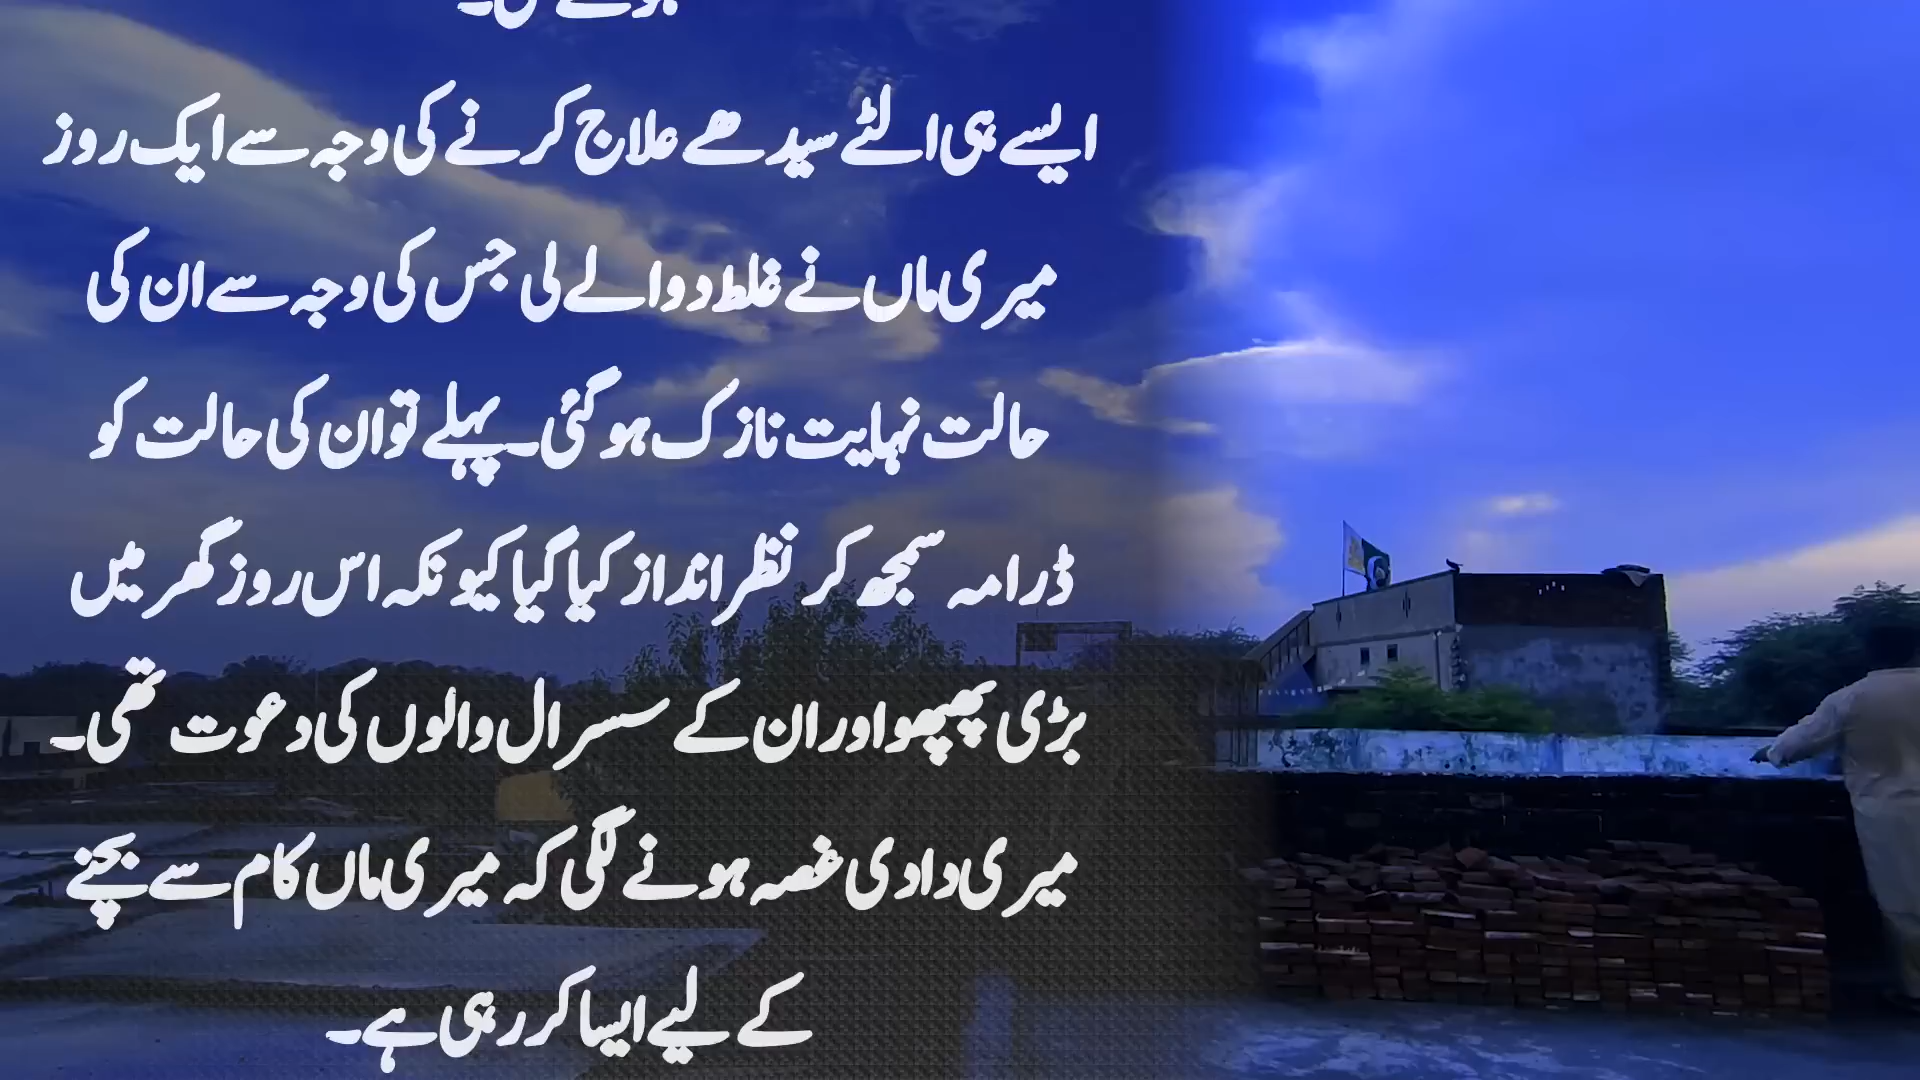 ایسے ہی الٹے سیدھے علاج کرنے کی وجہ سے ایک روز
میری ماں نے غلط دوا لے لی جس کی وجہ سے ان کی
حالت نہایت نازک ہو گئی۔ پہلے تو ان کی حالت کو
ڈرامہ سمجھ کر نظر انداز کیا گیا کیونکہ اس روز گھر میں
بڑی پھپھو اور ان کے سسرال والوں کی دعوت تھی۔
میری دادی غصہ ہونے لگی کہ میری ماں کام سے بچنے
کے لیے ایسا کر رہی ہے۔